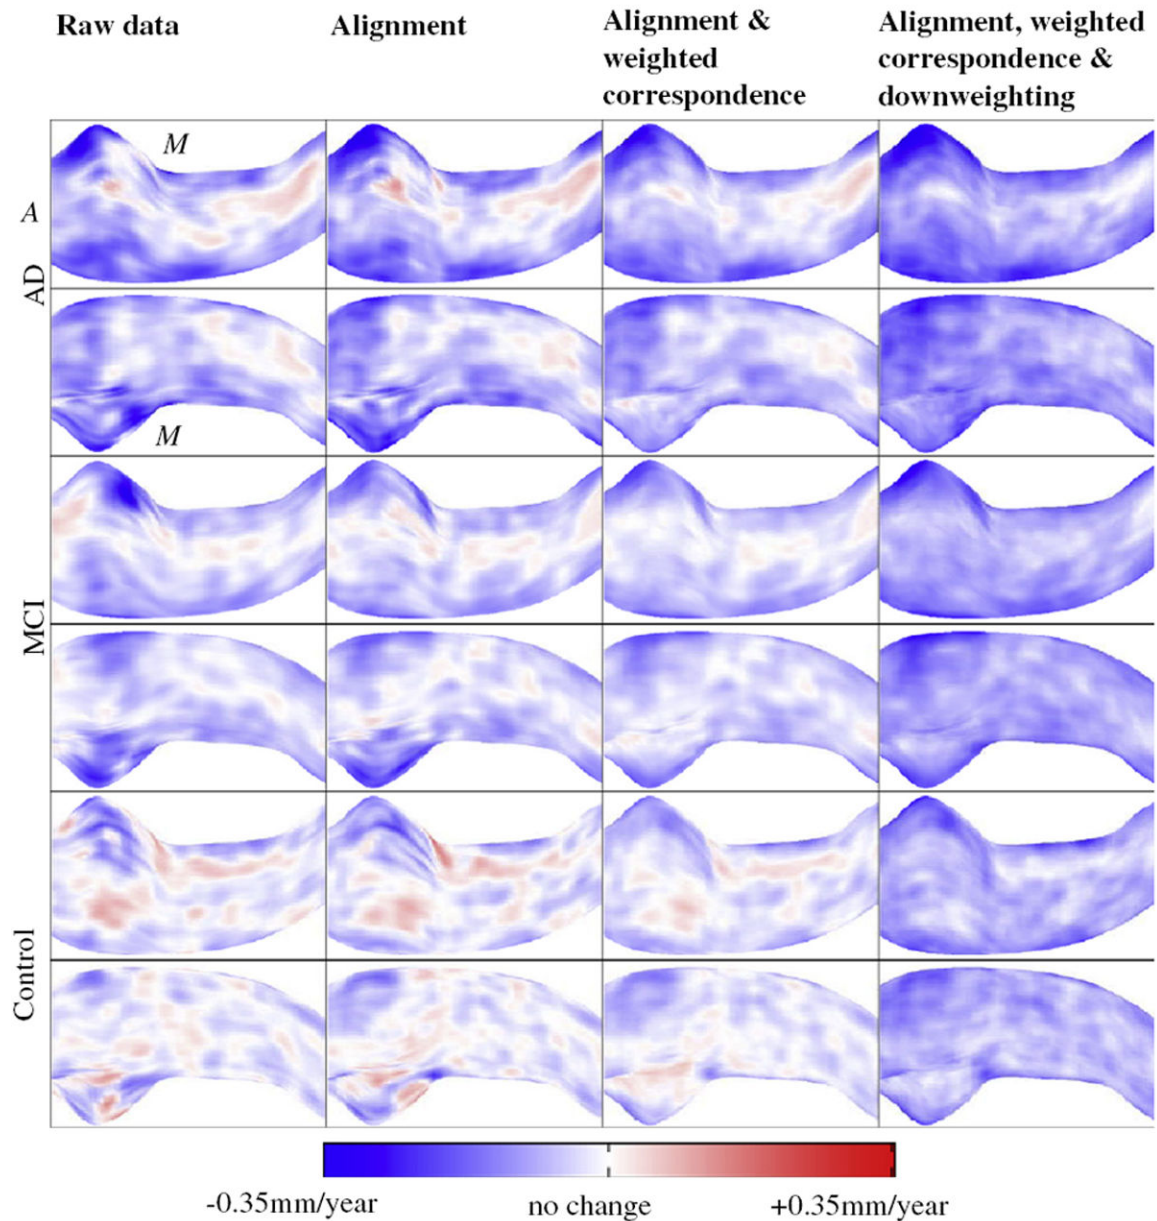 Raw data
Alignment
Alignment &
weighted
correspondence
Alignment, weighted
correspondence &
downweighting
M
A
AD
M
MCI
Control
-0.35mm/year
no change
+0.35mm/year